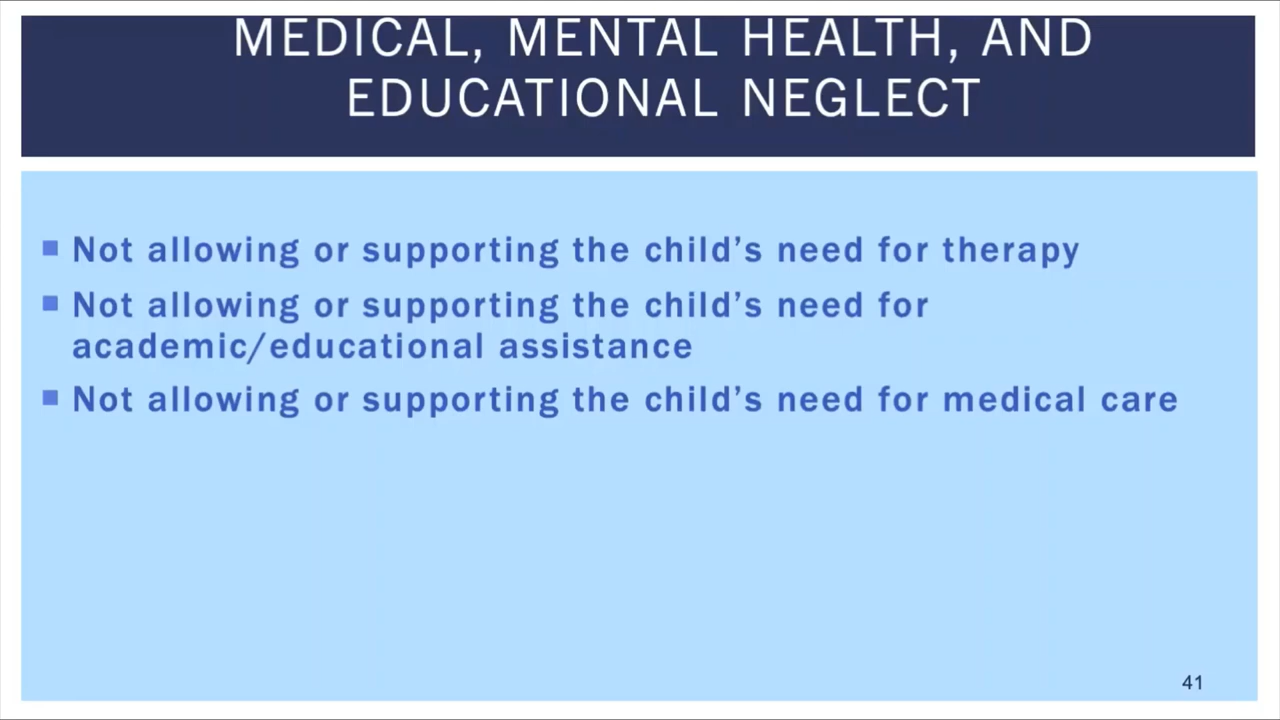 MEDICAL, MENTAL HEALTH, AND
EDUCATIONAL NEGLECT
Not allowing or supporting the child’s need for therapy
Not allowing or supporting the child’s need for
academic/educational assistance
Not allowing or supporting the child’s need for medical care
41